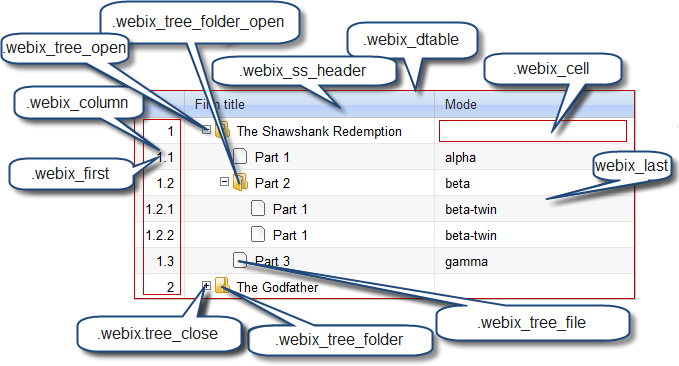 .webix_tree_folder_open
.webix_tree_open
.webix_dtable
.webix_ss_header
.webix_cell
.webix_column
Film title
Mode
1 The Shawshank Redemption
.webix_first
1.1 Part 1 alpha
1.2 Part 2 beta
webix_last
1.2.1 Part 1 beta-twin
1.2.2 Part 1 beta-twin
1.3 Part 3 gamma
2 The Godfather
.webix.tree_close
.webix_tree_folder
.webix_tree_file